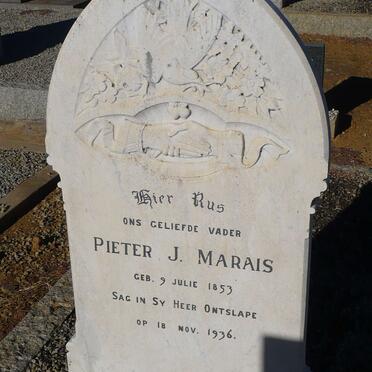 Hier Rus
ONS GELIEFDE VADER
PIETER J. MARAIS
GEB. 9 JULIE 1853
SAG IN SY HEER ONTSLAPE
OP 18 NOV. 1936.